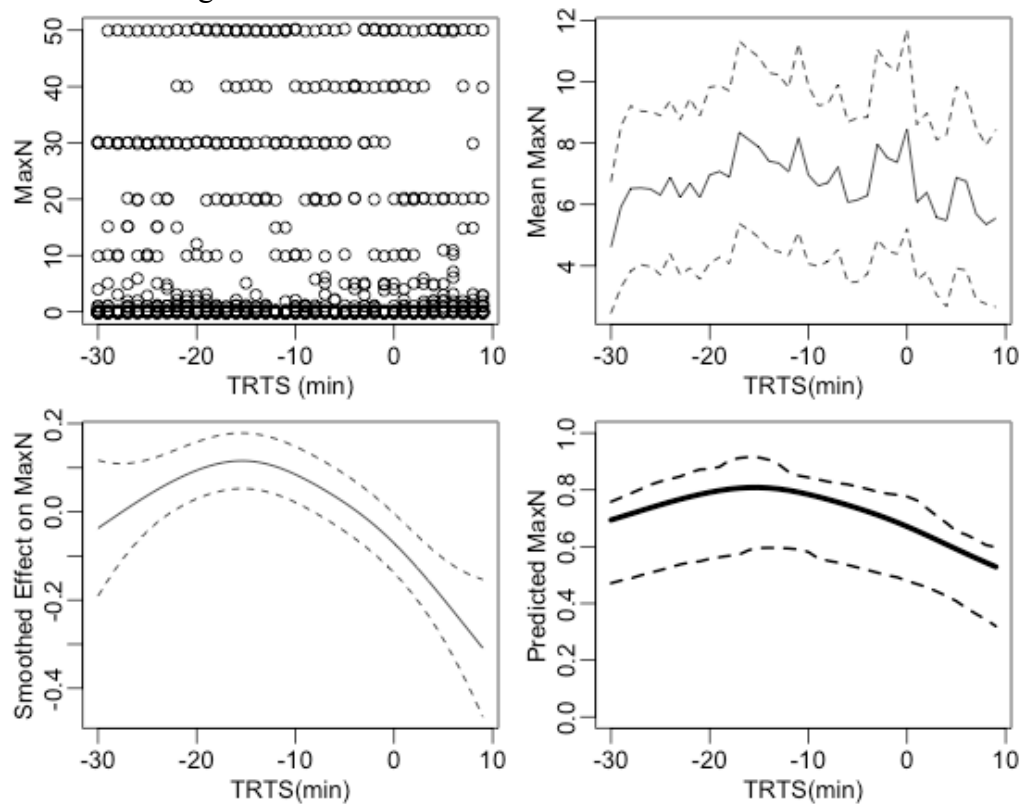 MaxN
50
40
30
20
10
0
-30 -20 -10 0 10
TRTS (min)
Mean MaxN
12
10
8
6
4
-30 -20 -10 0 10
TRTS(min)
Smoothed Effect on MaxN
0.2
0.0
-0.2
-0.4
-30 -20 -10 0 10
TRTS(min)
Predicted MaxN
1.0
0.8
0.6
0.4
0.2
0.0
-30 -20 -10 0 10
TRTS(min)